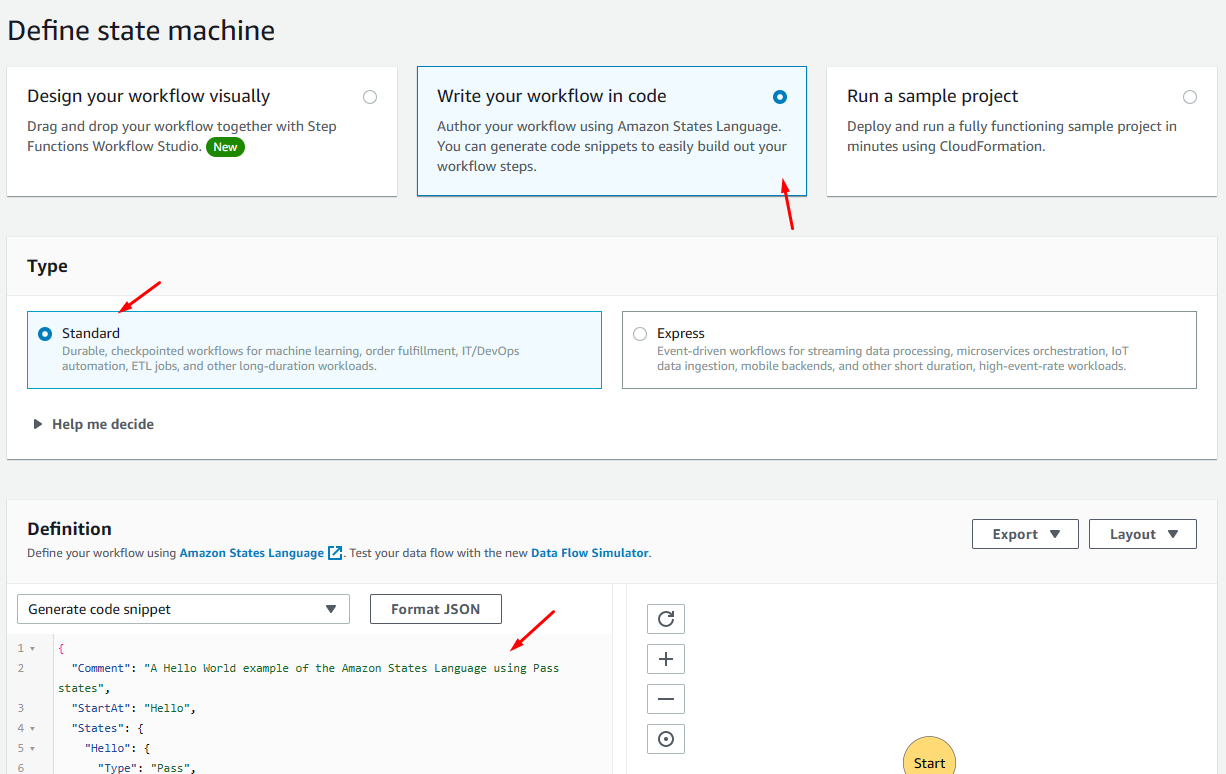 Define state machine
Design your workflow visually
Drag and drop your workflow together with Step
Functions Workflow Studio. New
Write your workflow in code
Author your workflow using Amazon States Language.
You can generate code snippets to easily build out your
workflow steps.
Run a sample project
Deploy and run a fully functioning sample project in
minutes using CloudFormation.
Type
Standard
Durable, checkpointed workflows for machine learning, order fulfillment, IT/DevOps
automation, ETL jobs, and other long-duration workloads.
Express
Event-driven workflows for streaming data processing, microservices orchestration, IoT
data ingestion, mobile backends, and other short duration, high-event-rate workloads.
Help me decide
Definition
Define your workflow using Amazon States Language. Test your data flow with the new Data Flow Simulator.
Export
Layout
Generate code snippet
Format JSON
1 {
2 "Comment": "A Hello World example of the Amazon States Language using Pass
states",
3 "StartAt": "Hello",
4 "States": {
5 "Hello": {
6 "Type": "Pass",
Start